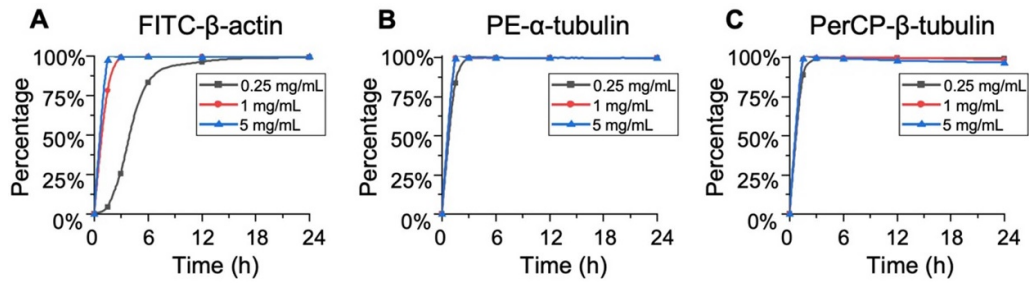 A FITC-β-actin
100%
75%
50%
25%
0%
Percentage
0.25 mg/mL
1 mg/mL
5 mg/mL
0 6 12 18 24
Time (h)
B PE-α-tubulin
100%
75%
50%
25%
0%
Percentage
0.25 mg/mL
1 mg/mL
5 mg/mL
0 6 12 18 24
Time (h)
C PerCP-β-tubulin
100%
75%
50%
25%
0%
Percentage
0.25 mg/mL
1 mg/mL
5 mg/mL
0 6 12 18 24
Time (h)